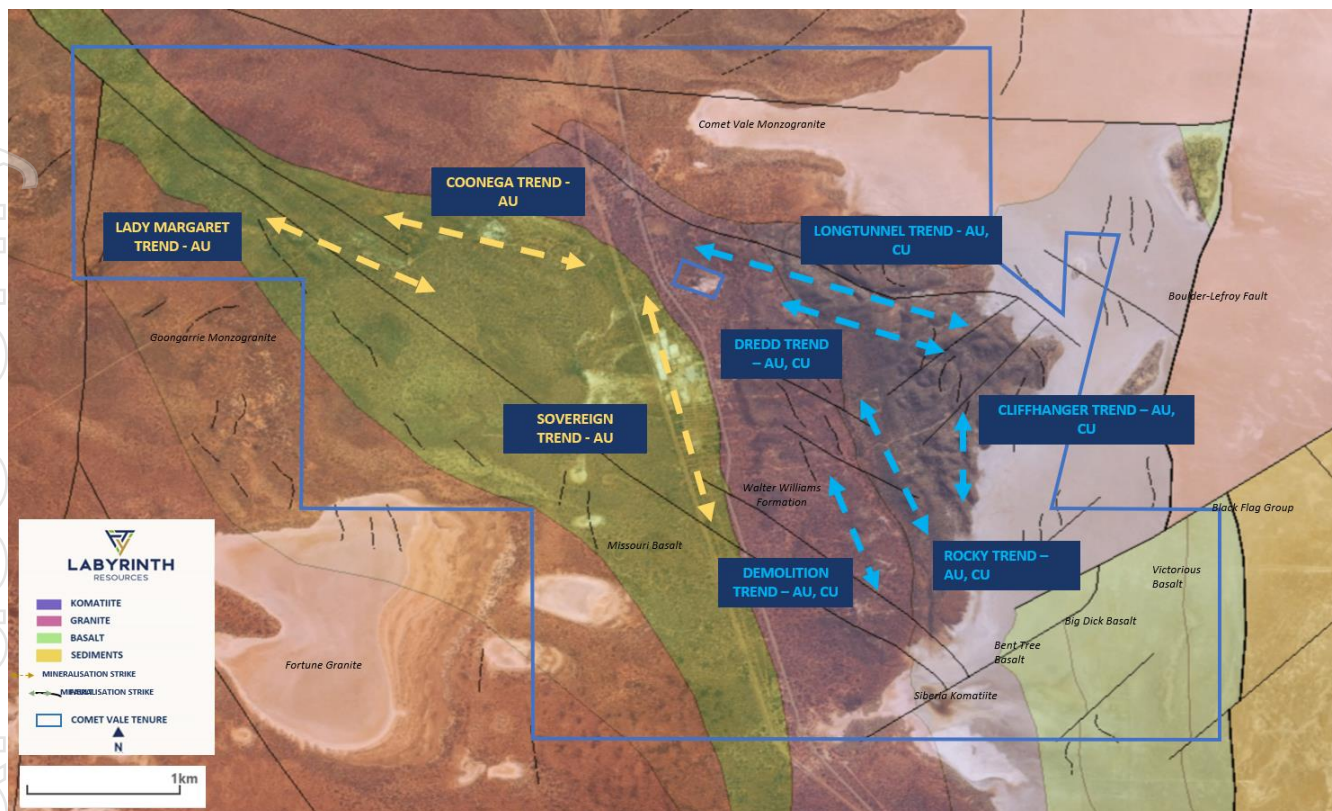 Comet Vale Monzogranite
COONEGA TREND -
AU
LADY MARGARET
TREND - AU
LONGTUNNEL TREND - AU,
CU
Boulder-Lefroy Fault
Goongarrie Monzogranite
DREDD TREND
– AU, CU
CLIFFHANGER TREND – AU,
CU
SOVEREIGN
TREND - AU
Walter Williams
Formation
Black Flag Group
Missouri Basalt
DEMOLITION
TREND – AU, CU
ROCKY TREND –
AU, CU
Victorious
Basalt
Big Dick Basalt
Bent Tree
Basalt
Siberia Komatiite
Fortune Granite
LABYRINTH
RESOURCES
KOMATIITE
GRANITE
BASALT
SEDIMENTS
MINERALISATION STRIKE
COMET VALE TENURE
N
1km